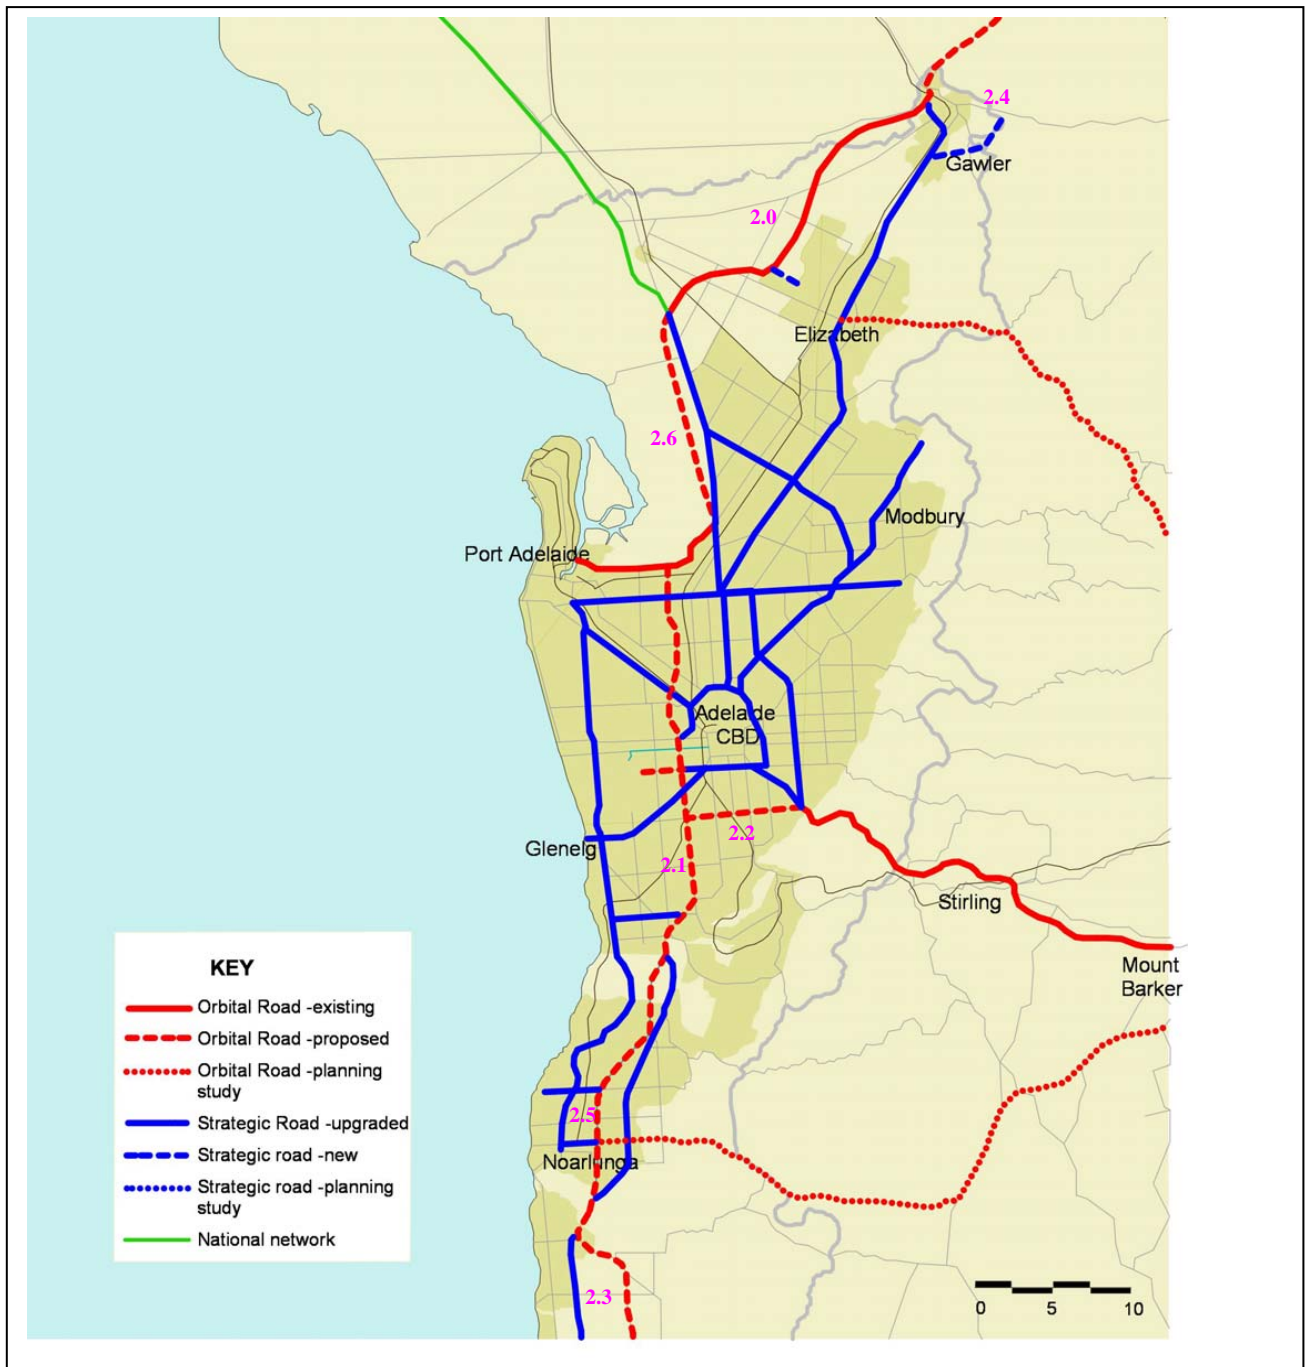 2.4
Gawler
2.0
Elizabeth
2.6
Modbury
Port Adelaide
Adelaide
CBD
2.2
Glenelg
2.1
Stirling
Mount
Barker
KEY
Orbital Road -existing
Orbital Road -proposed
Orbital Road -planning
study
Strategic Road -upgraded
Strategic road -new
Strategic road -planning
study
National network
2.5
Noarlunga
2.3
0 5 10